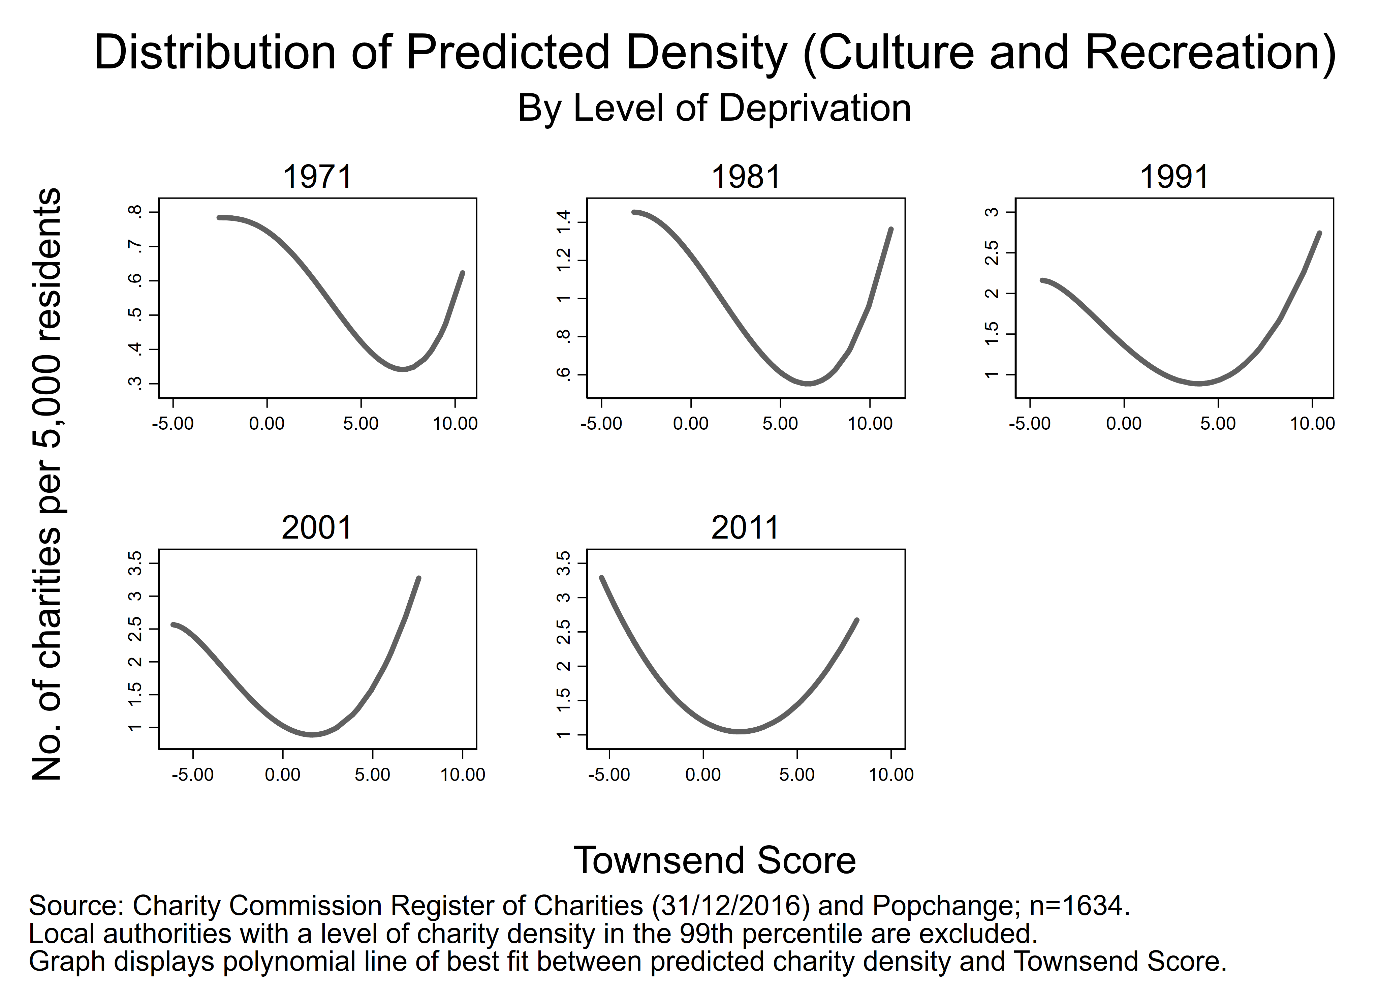 Distribution of Predicted Density (Culture and Recreation)
By Level of Deprivation
No. of charities per 5,000 residents
1971
.8
.7
.6
.5
.4
.3
-5.00 0.00 5.00 10.00
1981
1.4
1.2
1
.8
.6
-5.00 0.00 5.00 10.00
1991
3
2.5
2
1.5
1
-5.00 0.00 5.00 10.00
2001
3.5
3
2.5
2
1.5
1
-5.00 0.00 5.00 10.00
2011
3.5
3
2.5
2
1.5
1
-5.00 0.00 5.00 10.00
Townsend Score
Source: Charity Commission Register of Charities (31/12/2016) and Popchange; n=1634.
Local authorities with a level of charity density in the 99th percentile are excluded.
Graph displays polynomial line of best fit between predicted charity density and Townsend Score.